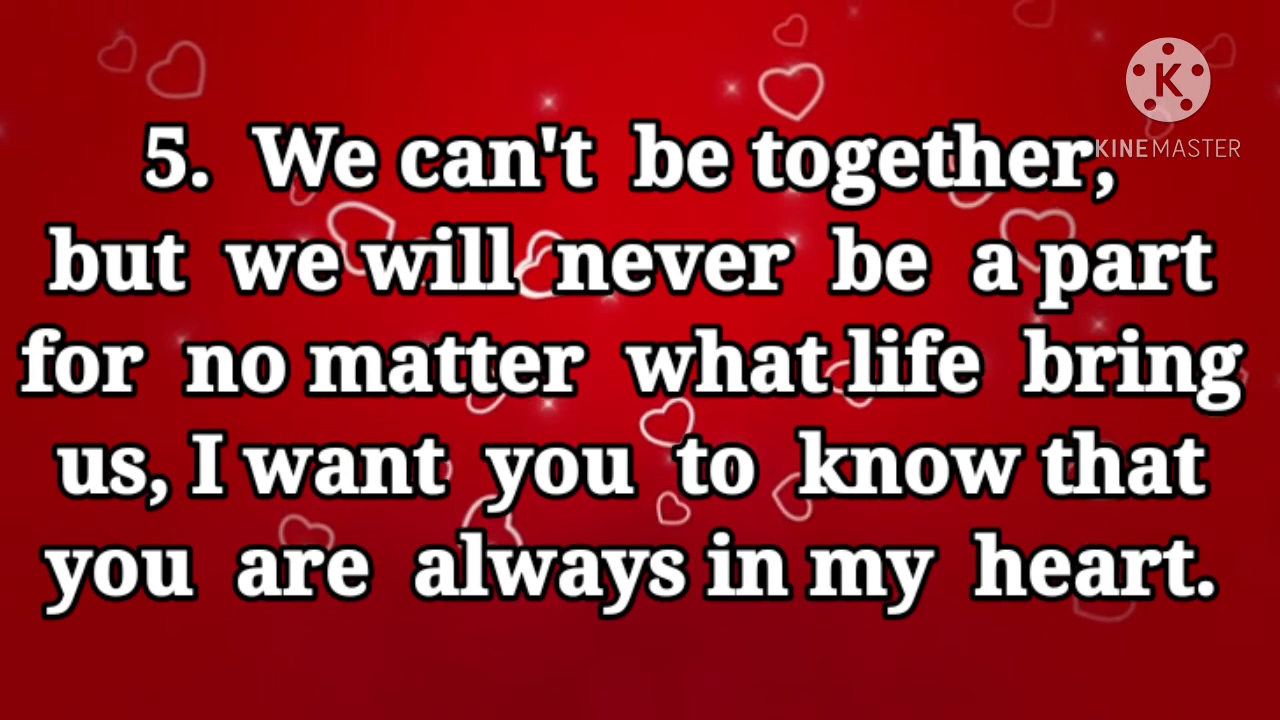 K
KINEMASTER
5. We can't be together,
but we will never be a part
for no matter what life bring
us, I want you to know that
you are always in my heart.